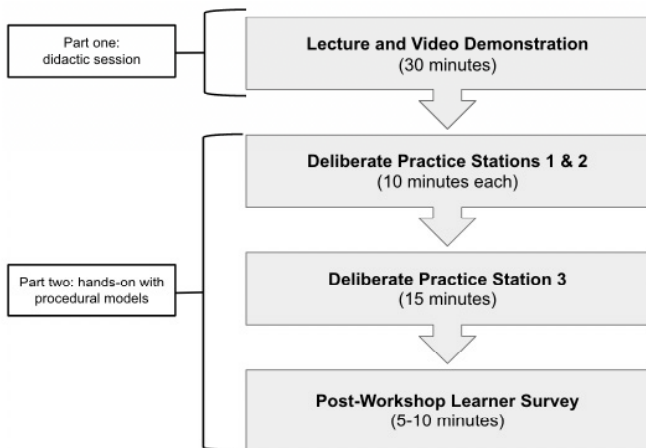 Part one:
didactic session
Lecture and Video Demonstration
(30 minutes)
Deliberate Practice Stations 1 & 2
(10 minutes each)
Part two: hands-on with
procedural models
Deliberate Practice Station 3
(15 minutes)
Post-Workshop Learner Survey
(5-10 minutes)